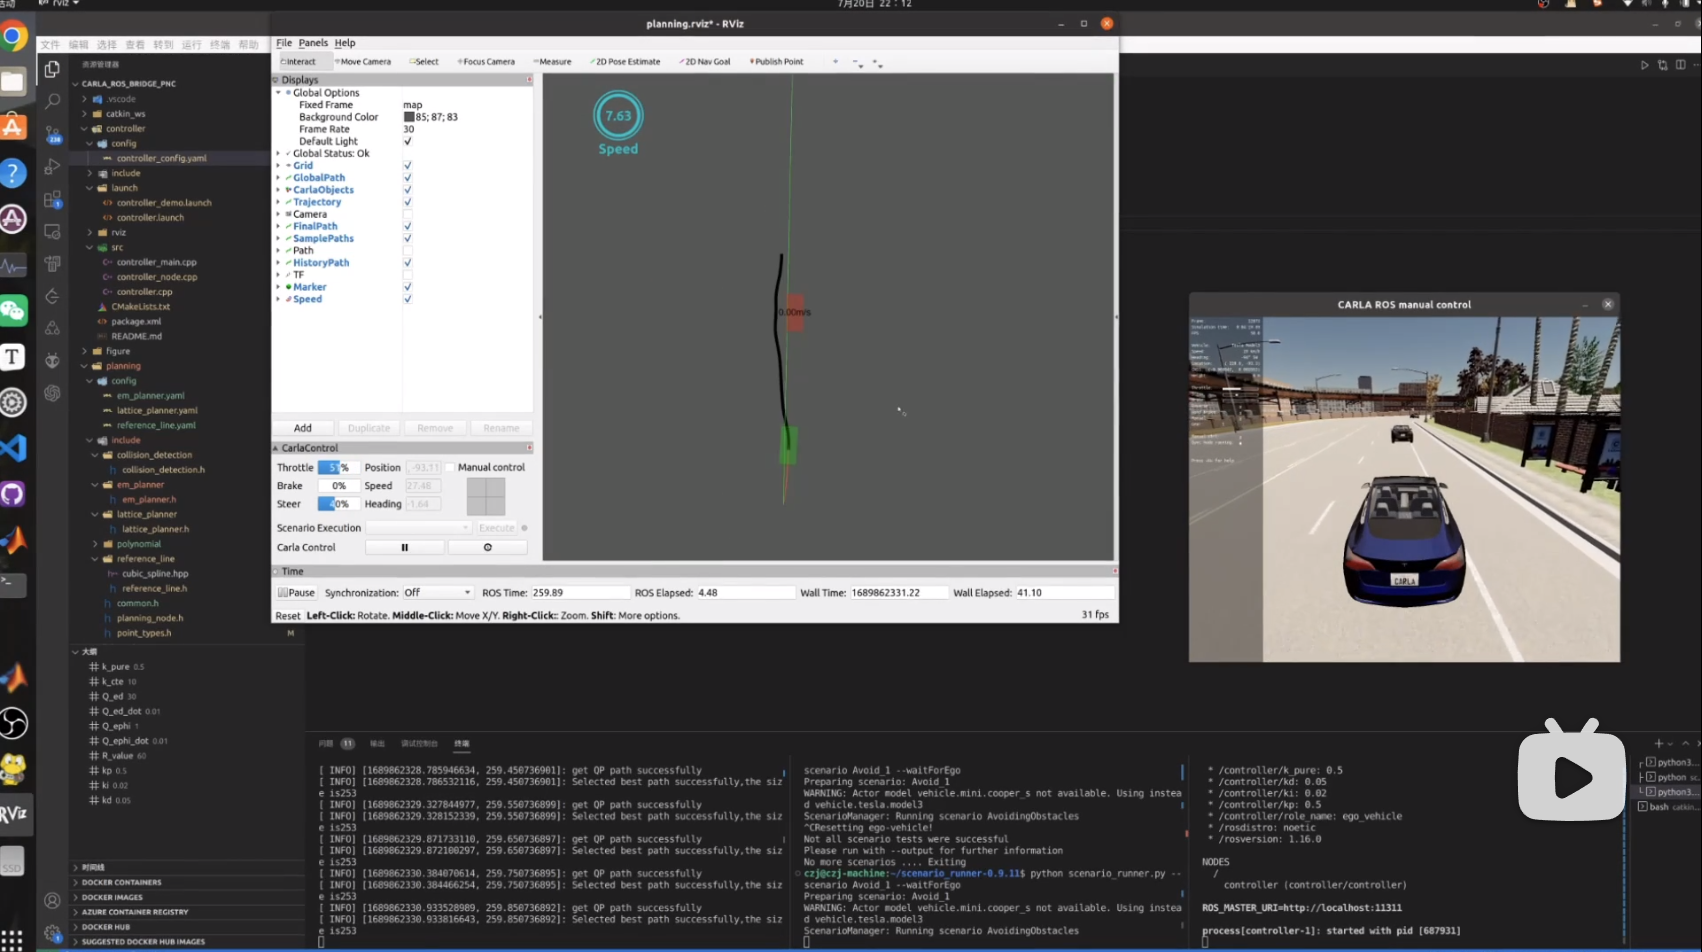 活动
RViz
7月20日 22：12
planning.rviz* - RViz
文件 编辑 选择 查看 转到 运行 终端 帮助
File Panels Help
Interact Move Camera Select Focus Camera Measure 2D Pose Estimate 2D Nav Goal Publish Point
资源管理器
CARLA_ROS_BRIDGE_PNC
.vscode
catkin_ws
controller
config
controller_config.yaml
include
launch
controller_demo.launch
controller.launch
rviz
src
controller_main.cpp
controller_node.cpp
controller.cpp
CMakeLists.txt
package.xml
README.md
figure
planning
config
em_planner.yaml
lattice_planner.yaml
reference_line.yaml
include
collision_detection
collision_detection.h
em_planner
em_planner.h
lattice_planner
lattice_planner.h
polynomial
reference_line
cubic_spline.hpp
reference_line.h
common.h
planning_node.h
point_types.h M
大纲
k_pure 0.5
k_cte 10
Q_ed 30
Q_ed_dot 0.01
Q_ephi 1
Q_ephi_dot 0.01
R_value 60
kp 0.5
ki 0.02
kd 0.05
时间线
DOCKER CONTAINERS
DOCKER IMAGES
AZURE CONTAINER REGISTRY
DOCKER HUB
SUGGESTED DOCKER HUB IMAGES
Displays
Global Options
Fixed Frame map
Background Color 85; 87; 83
Frame Rate 30
Default Light ✓
Global Status: Ok
Grid
GlobalPath
CarlaObjects
Trajectory
Camera
FinalPath
SamplePaths
Path
HistoryPath
TF
Marker
Speed
Add Duplicate Remove Rename
CarlaControl
Throttle 51% Position -93.11 Manual control
Brake 0% Speed 27.48
Steer 40% Heading -1.64
Scenario Execution Execute
Carla Control
7.63
Speed
0.00m/s
Time
Pause Synchronization: Off ROS Time: 259.89 ROS Elapsed: 4.48 Wall Time: 1689862331.22 Wall Elapsed: 41.10
Reset Left-Click: Rotate. Middle-Click: Move X/Y. Right-Click:: Zoom. Shift: More options. 31 fps
CARLA ROS manual control
CARLA
问题 11 输出 调试控制台 终端
[ INFO] [1689862328.785946634, 259.450736901]: get QP path successfully
[ INFO] [1689862328.786532116, 259.450736901]: Selected best path successfully,the siz
e is253
[ INFO] [1689862329.327844977, 259.550736899]: get QP path successfully
[ INFO] [1689862329.328152339, 259.550736899]: Selected best path successfully,the siz
e is253
[ INFO] [1689862329.871733110, 259.650736897]: get QP path successfully
[ INFO] [1689862329.872100297, 259.650736897]: Selected best path successfully,the siz
e is253
[ INFO] [1689862330.384070614, 259.750736895]: get QP path successfully
[ INFO] [1689862330.384466254, 259.750736895]: Selected best path successfully,the siz
e is253
[ INFO] [1689862330.933528989, 259.850736892]: get QP path successfully
[ INFO] [1689862330.933816643, 259.850736892]: Selected best path successfully,the siz
e is253
scenario Avoid_1 --waitForEgo
Preparing scenario: Avoid_1
WARNING: Actor model vehicle.mini.cooper_s not available. Using instea
d vehicle.tesla.model3
ScenarioManager: Running scenario AvoidingObstacles
^CResetting ego-vehicle!
Not all scenario tests were successful
Please run with --output for further information
No more scenarios .... Exiting
czj@czj-machine:~/scenario_runner-0.9.11$ python scenario_runner.py --
scenario Avoid_1 --waitForEgo
Preparing scenario: Avoid_1
WARNING: Actor model vehicle.mini.cooper_s not available. Using instea
d vehicle.tesla.model3
ScenarioManager: Running scenario AvoidingObstacles
* /controller/k_pure: 0.5
* /controller/kd: 0.05
* /controller/ki: 0.02
* /controller/kp: 0.5
* /controller/role_name: ego_vehicle
* /rosdistro: noetic
* /rosversion: 1.16.0
NODES
/
controller (controller/controller)
ROS_MASTER_URI=http://localhost:11311
process[controller-1]: started with pid [687931]
python3...
python sc...
python3...
bash catkin...